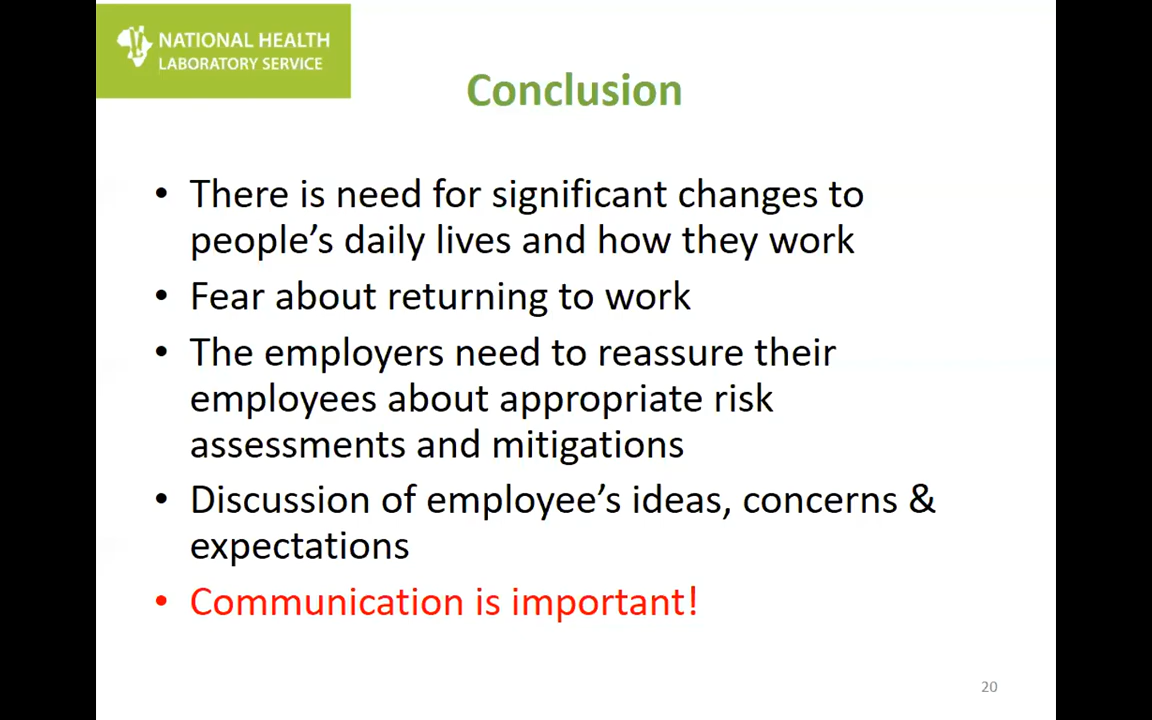 NATIONAL HEALTH
LABORATORY SERVICE
Conclusion
• There is need for significant changes to
people’s daily lives and how they work
• Fear about returning to work
• The employers need to reassure their
employees about appropriate risk
assessments and mitigations
• Discussion of employee’s ideas, concerns &
expectations
• Communication is important!
20